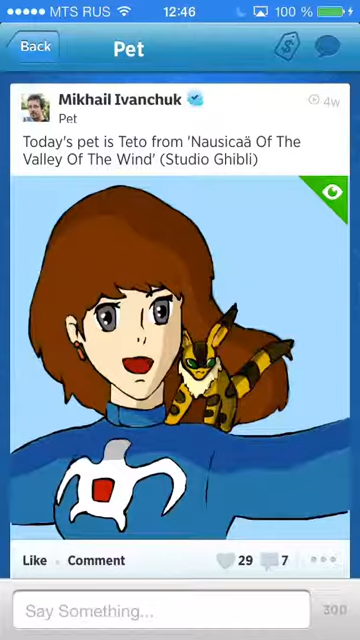 MTS RUS 12:46 100 %
Back Pet
Mikhail Ivanchuk 4w
Pet
Today's pet is Teto from 'Nausicaä Of The
Valley Of The Wind' (Studio Ghibli)
Like · Comment 29 7
Say Something... 300